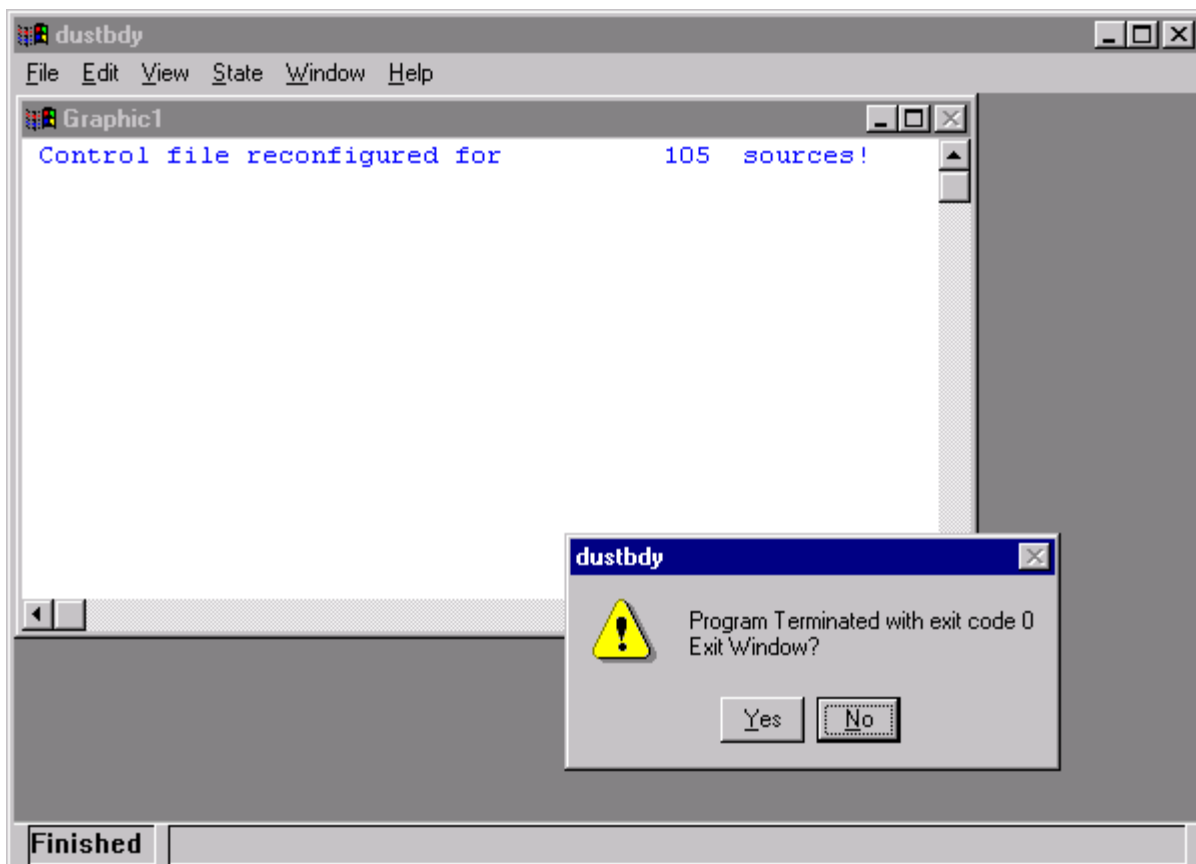 dustbdy
File Edit View State Window Help
Graphic1
Control file reconfigured for 105 sources!
dustbdy
Program Terminated with exit code 0
Exit Window?
Yes No
Finished